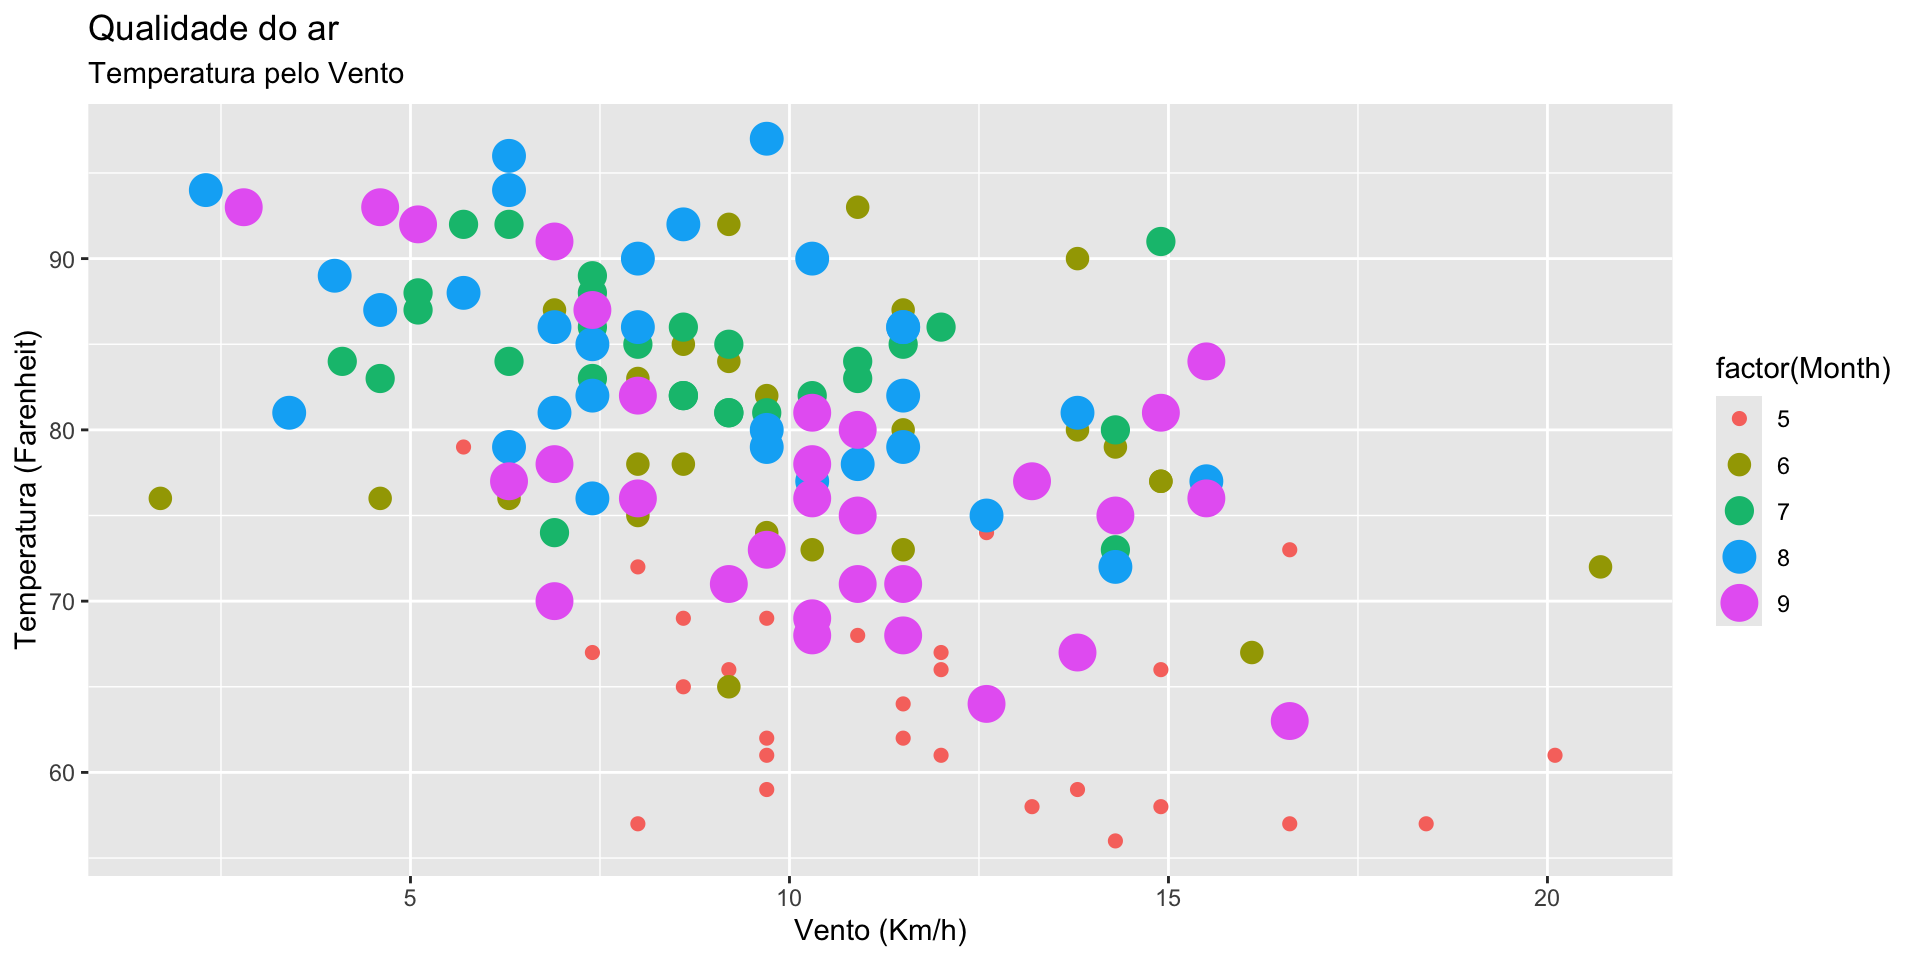 Qualidade do ar
Temperatura pelo Vento
Temperatura (Farenheit)
90
80
70
60
5
10
15
20
Vento (Km/h)
factor(Month)
5
6
7
8
9